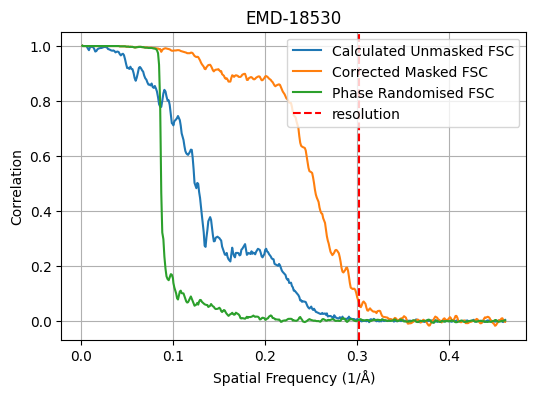 EMD-18530
Calculated Unmasked FSC
Corrected Masked FSC
Phase Randomised FSC
resolution
Correlation
1.0
0.8
0.6
0.4
0.2
0.0
0.0 0.1 0.2 0.3 0.4
Spatial Frequency (1/Å)